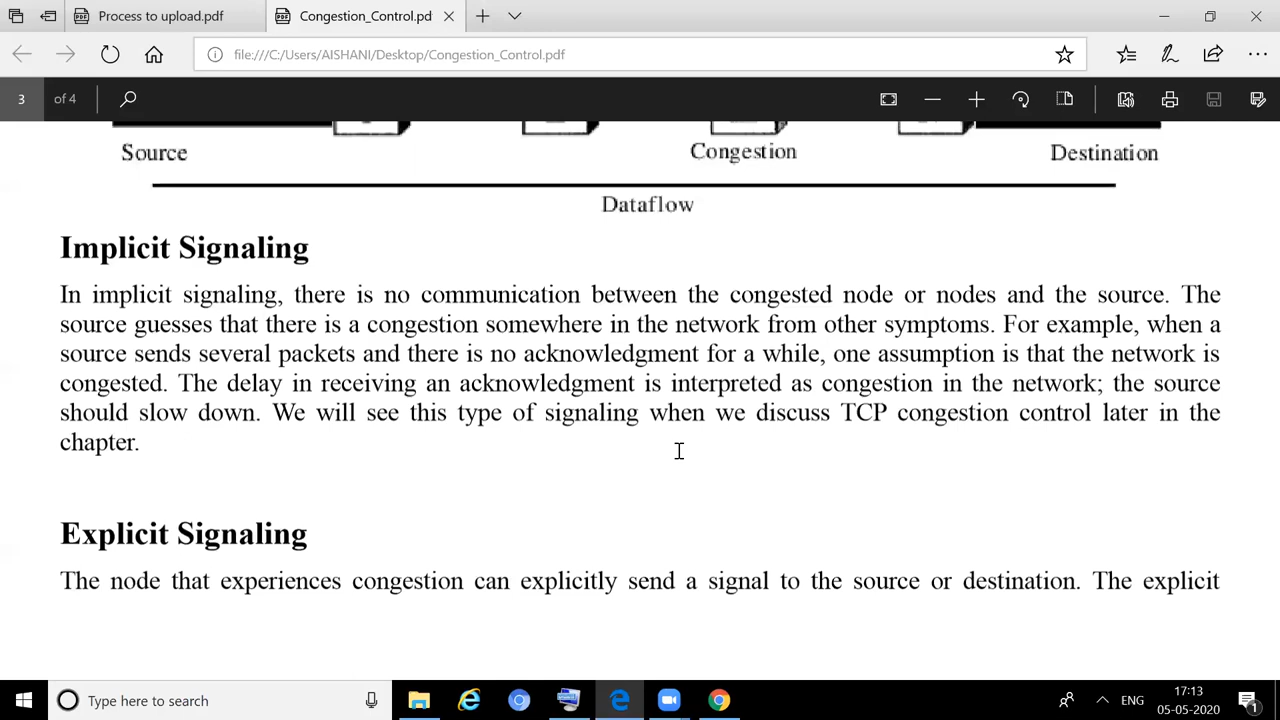 Process to upload.pdf
Congestion_Control.pd
file:///C:/Users/AISHANI/Desktop/Congestion_Control.pdf
3 of 4
Source
Congestion
Destination
Dataflow
Implicit Signaling
In implicit signaling, there is no communication between the congested node or nodes and the source. The
source guesses that there is a congestion somewhere in the network from other symptoms. For example, when a
source sends several packets and there is no acknowledgment for a while, one assumption is that the network is
congested. The delay in receiving an acknowledgment is interpreted as congestion in the network; the source
should slow down. We will see this type of signaling when we discuss TCP congestion control later in the
chapter.
Explicit Signaling
The node that experiences congestion can explicitly send a signal to the source or destination. The explicit
Type here to search
ENG
17:13
05-05-2020
1